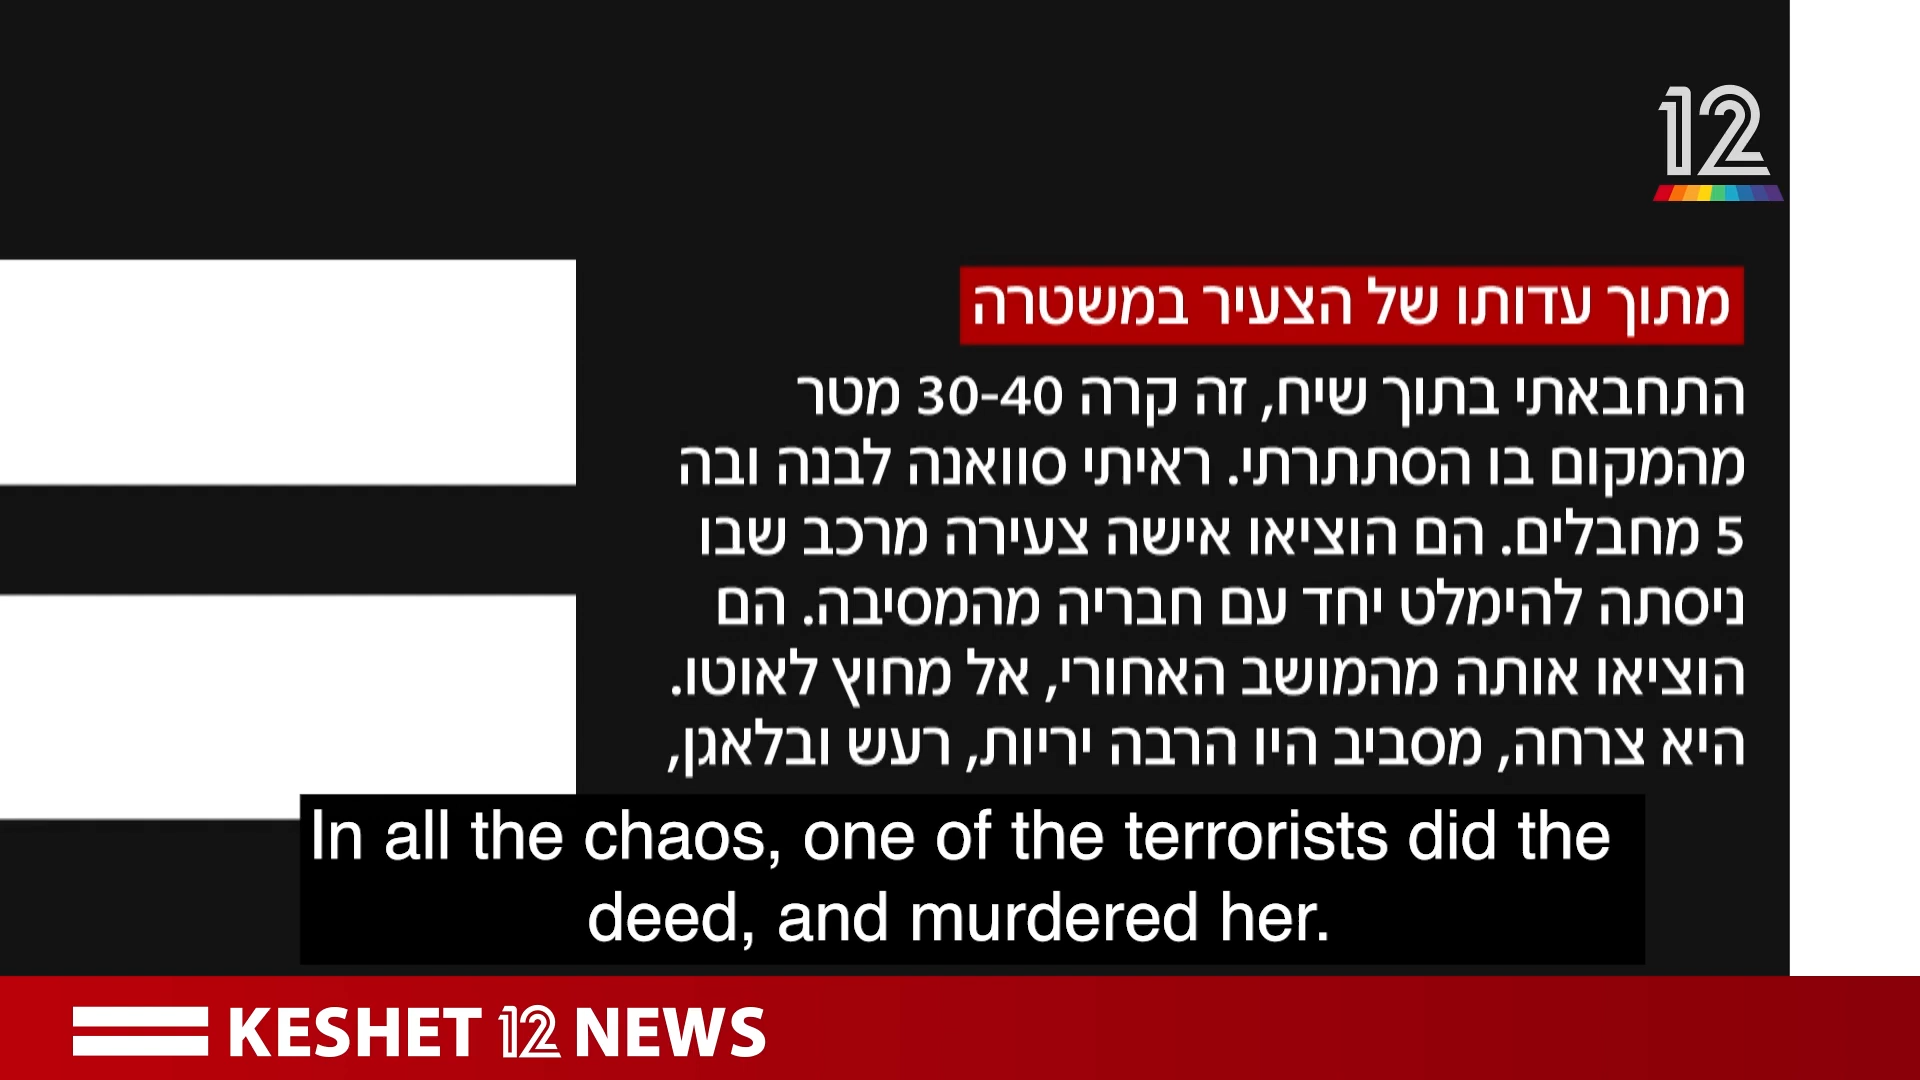 12
מתוך עדותו של הצעיר במשטרה
התחבאתי בתוך שיח, זה קרה 30-40 מטר
מהמקום בו הסתתרתי. ראיתי סוואנה לבנה ובה
5 מחבלים. הם הוציאו אישה צעירה מרכב שבו
ניסתה להימלט יחד עם חבריה מהמסיבה. הם
הוציאו אותה מהמושב האחורי, אל מחוץ לאוטו.
היא צרחה, מסביב היו הרבה יריות, רעש ובלאגן,
In all the chaos, one of the terrorists did the
deed, and murdered her.
KESHET 12 NEWS